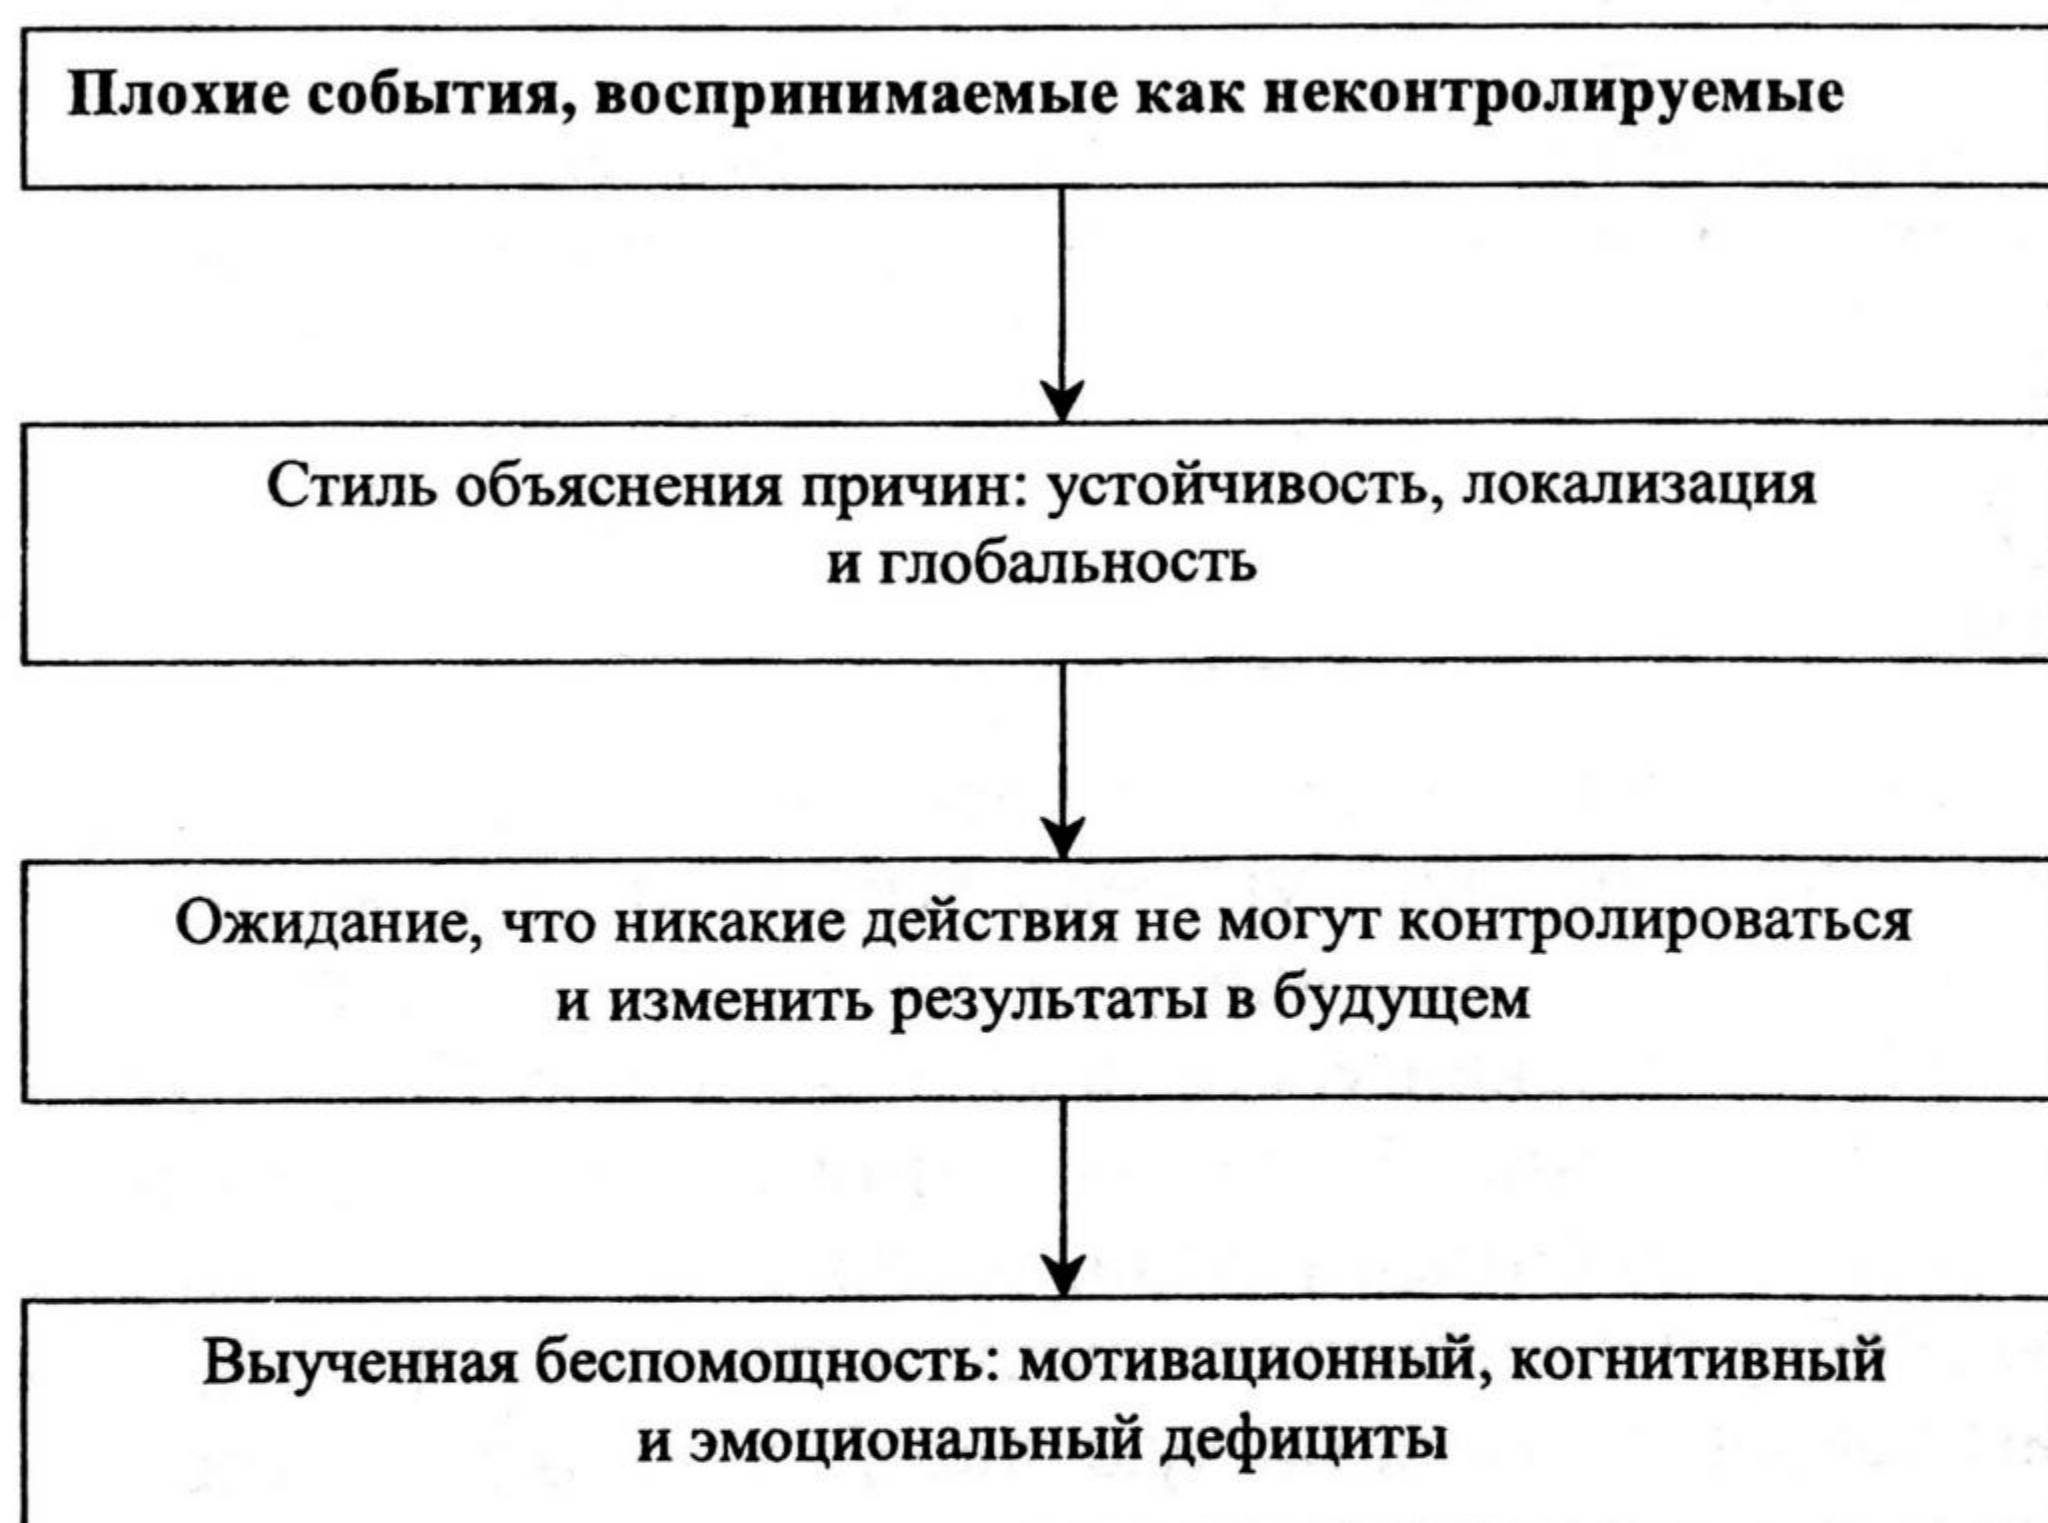 Плохие события, воспринимаемые как неконтролируемые
Стиль объяснения причин: устойчивость, локализация
и глобальность
Ожидание, что никакие действия не могут контролироваться
и изменить результаты в будущем
Выученная беспомощность: мотивационный, когнитивный
и эмоциональный дефициты